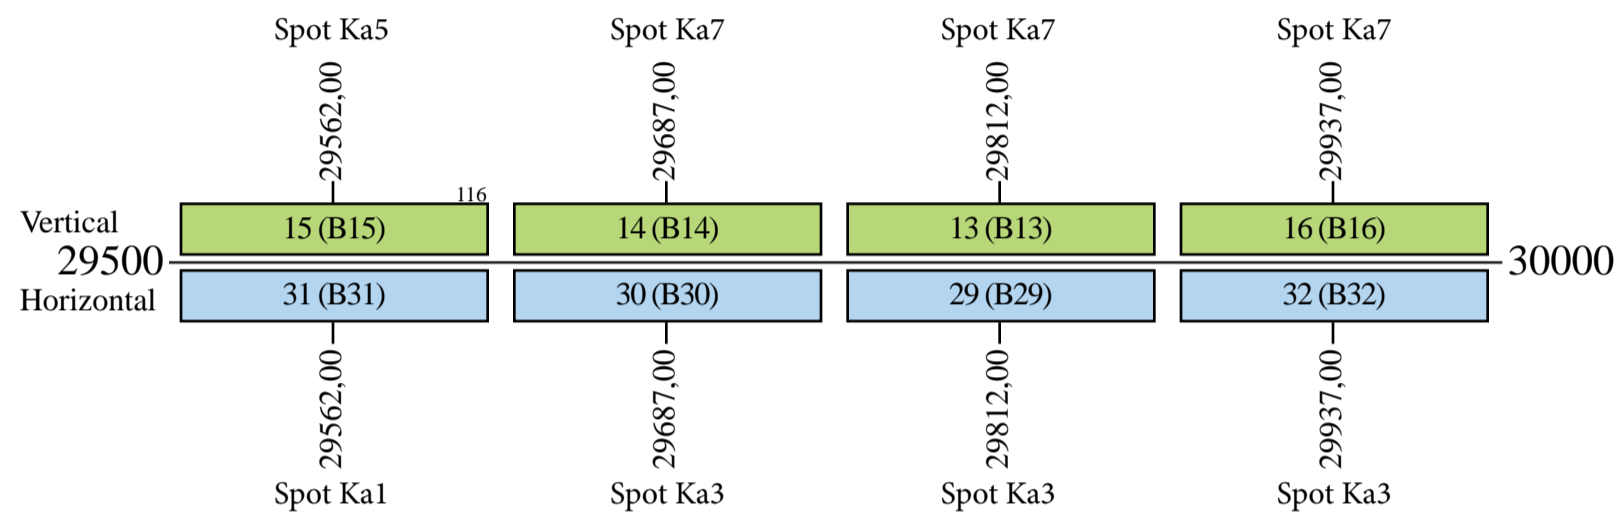 Spot Ka5 Spot Ka7 Spot Ka7 Spot Ka7
29562,00 29687,00 29812,00 29937,00
116
Vertical 15 (B15) 14 (B14) 13 (B13) 16 (B16)
29500 30000
Horizontal 31 (B31) 30 (B30) 29 (B29) 32 (B32)
29562,00 29687,00 29812,00 29937,00
Spot Ka1 Spot Ka3 Spot Ka3 Spot Ka3